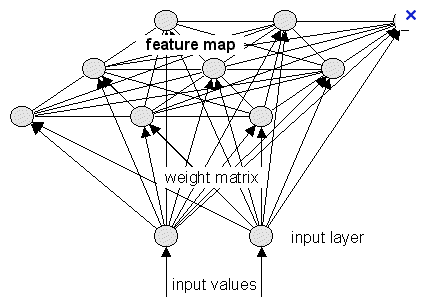 feature map
weight matrix
input layer
input values